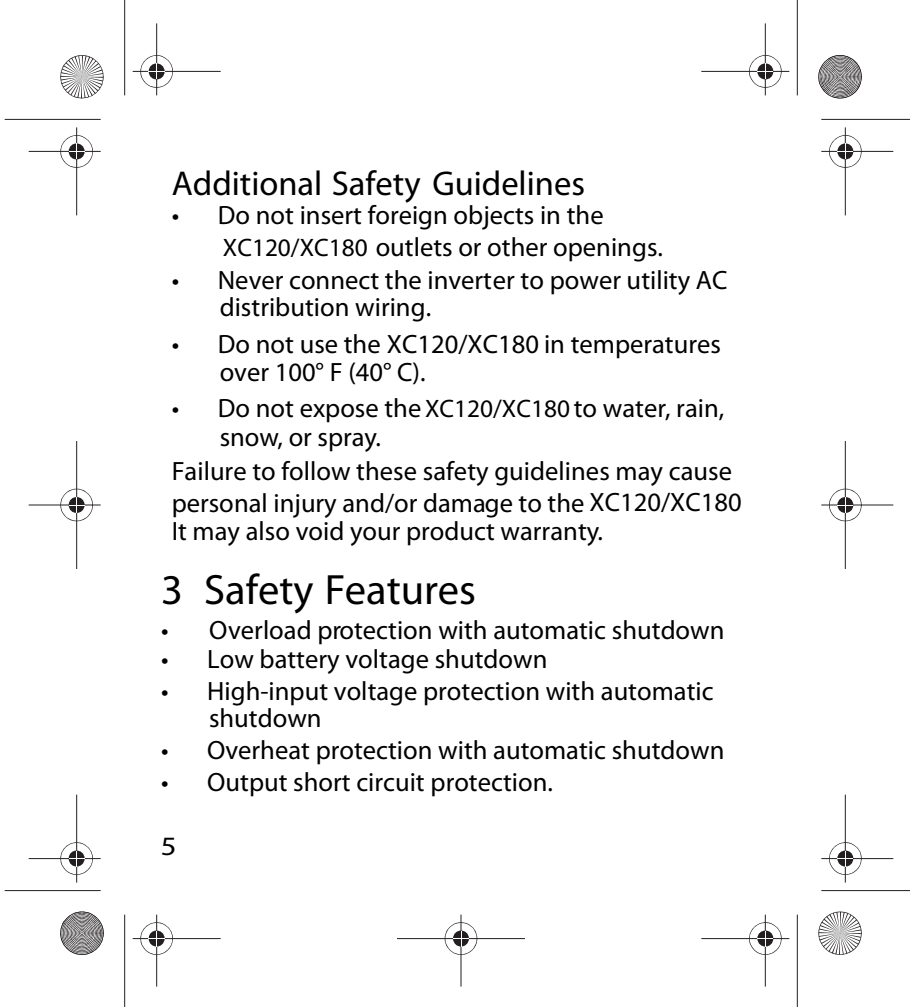 Additional Safety Guidelines
• Do not insert foreign objects in the
XC120/XC180 outlets or other openings.
• Never connect the inverter to power utility AC
distribution wiring.
• Do not use the XC120/XC180 in temperatures
over 100° F (40° C).
• Do not expose the XC120/XC180 to water, rain,
snow, or spray.
Failure to follow these safety guidelines may cause
personal injury and/or damage to the XC120/XC180
It may also void your product warranty.
3 Safety Features
• Overload protection with automatic shutdown
• Low battery voltage shutdown
• High-input voltage protection with automatic
shutdown
• Overheat protection with automatic shutdown
• Output short circuit protection.
5